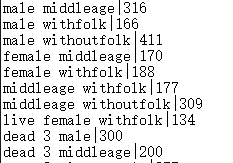 male middleage|316
male withfolk|166
male withoutfolk|411
female middleage|170
female withfolk|188
middleage withfolk|177
middleage withoutfolk|309
live female withfolk|134
dead 3 male|300
dead 3 middleage|200